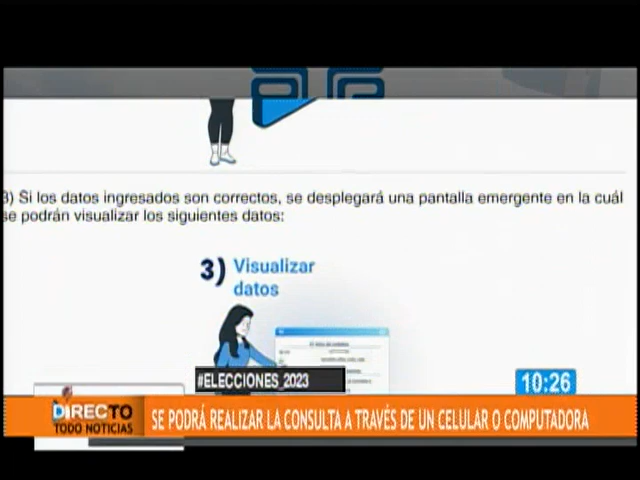 3) Si los datos ingresados son correctos, se desplegará una pantalla emergente en la cuál
se podrán visualizar los siguientes datos:
3) Visualizar
datos
#ELECCIONES_2023
10:26
DIRECTO
TODO NOTICIAS
SE PODRÁ REALIZAR LA CONSULTA A TRAVÉS DE UN CELULAR O COMPUTADORA